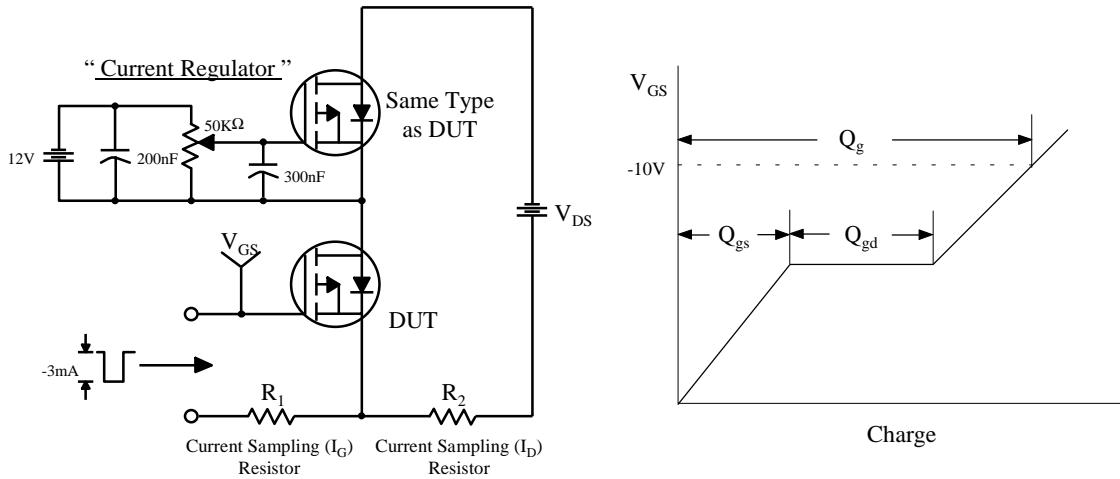 “ Current Regulator ”
50KΩ
12V
200nF
300nF
Same Type
as DUT
V_DS
V_GS
DUT
-3mA
R_1
R_2
Current Sampling (I_G)
Resistor
Current Sampling (I_D)
Resistor
V_GS
Q_g
-10V
Q_gs
Q_gd
Charge